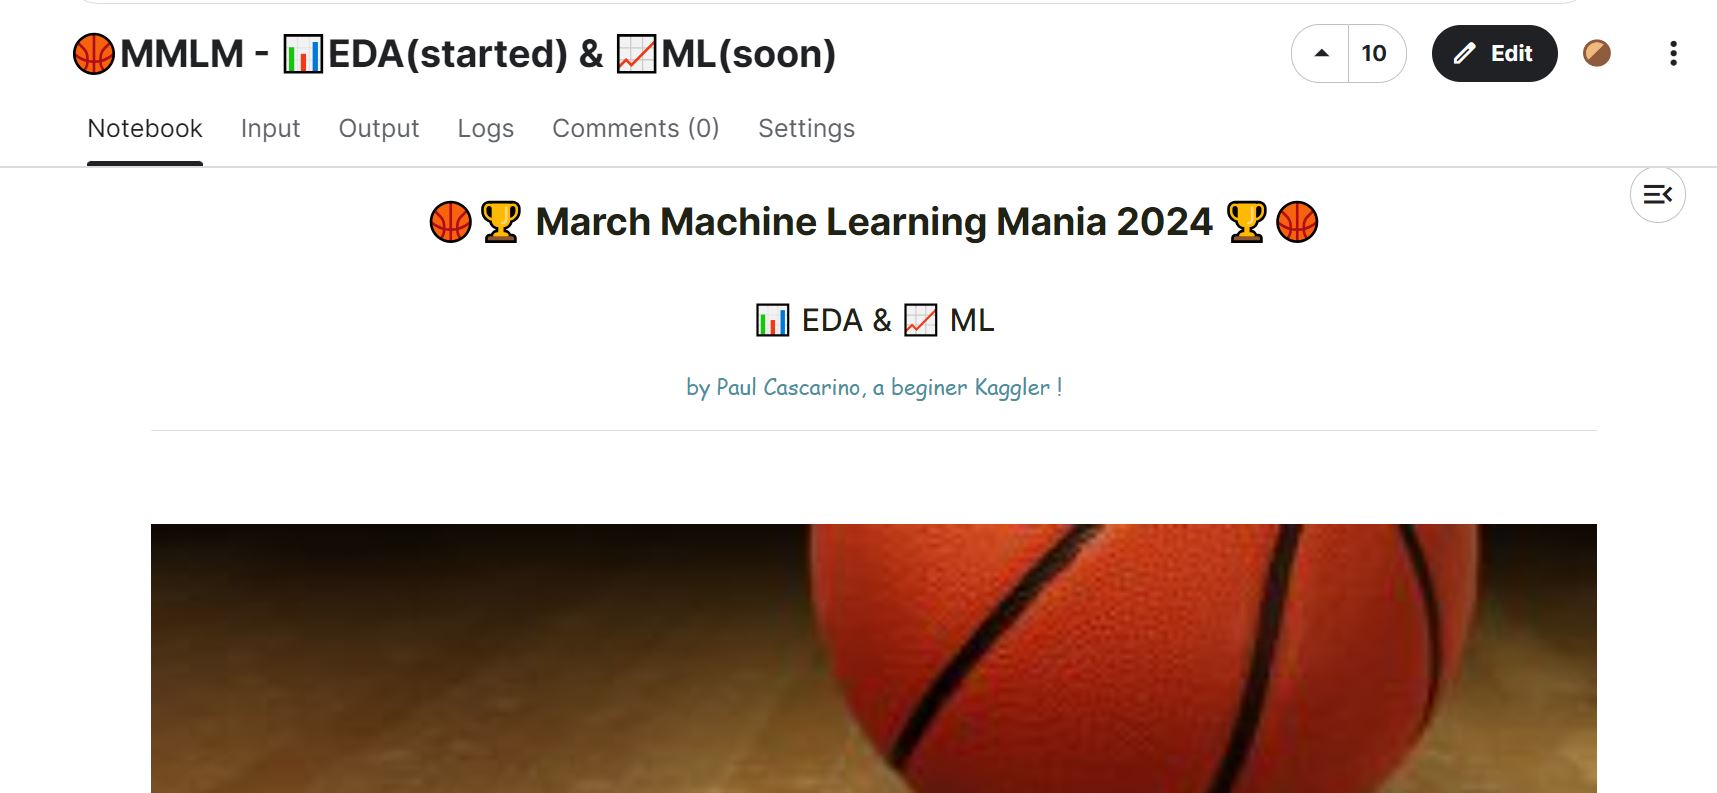 🏀MMLM - 📊EDA(started) & 📈ML(soon)
10
Edit
Notebook Input Output Logs Comments (0) Settings
🏀🏆 March Machine Learning Mania 2024 🏆🏀
📊 EDA & 📈 ML
by Paul Cascarino, a beginer Kaggler !